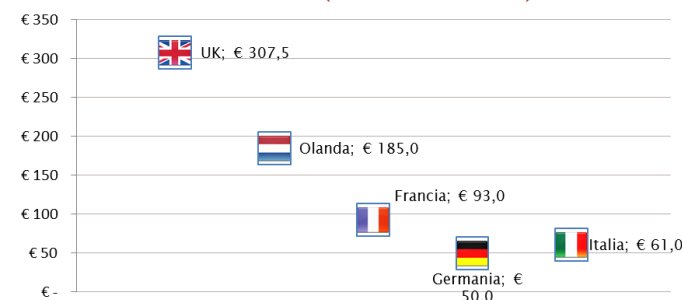 € 350
€ 300
€ 250
€ 200
€ 150
€ 100
€ 50
€ -
UK; € 307,5
Olanda; € 185,0
Francia; € 93,0
Italia; € 61,0
Germania; €
50,0